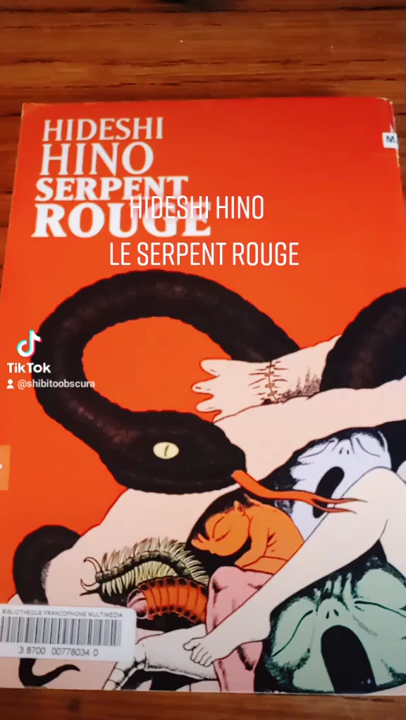 HIDESHI
HINO
SERPENT
ROUGE
M
HIDESHI HINO
LE SERPENT ROUGE
TikTok
@shibitoobscura
BIBLIOTHEQUE FRANCOPHONE MULTIMEDIA
3 8700 00778034 0